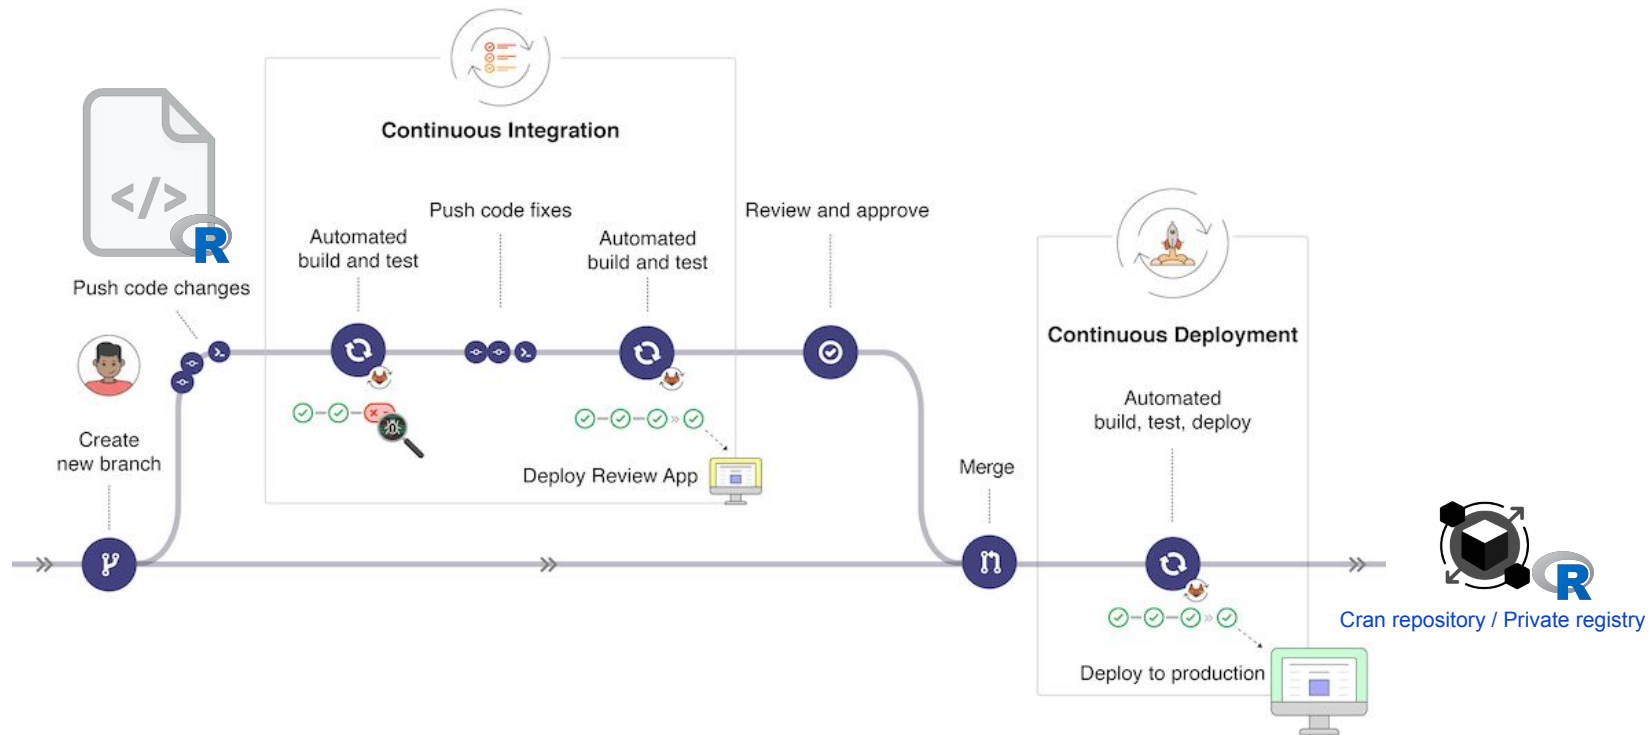 Continuous Integration
Push code fixes
Review and approve
Automated
build and test
Automated
build and test
</>
R
Push code changes
Continuous Deployment
Automated
build, test, deploy
Create
new branch
Deploy Review App
Merge
R
Cran repository / Private registry
Deploy to production